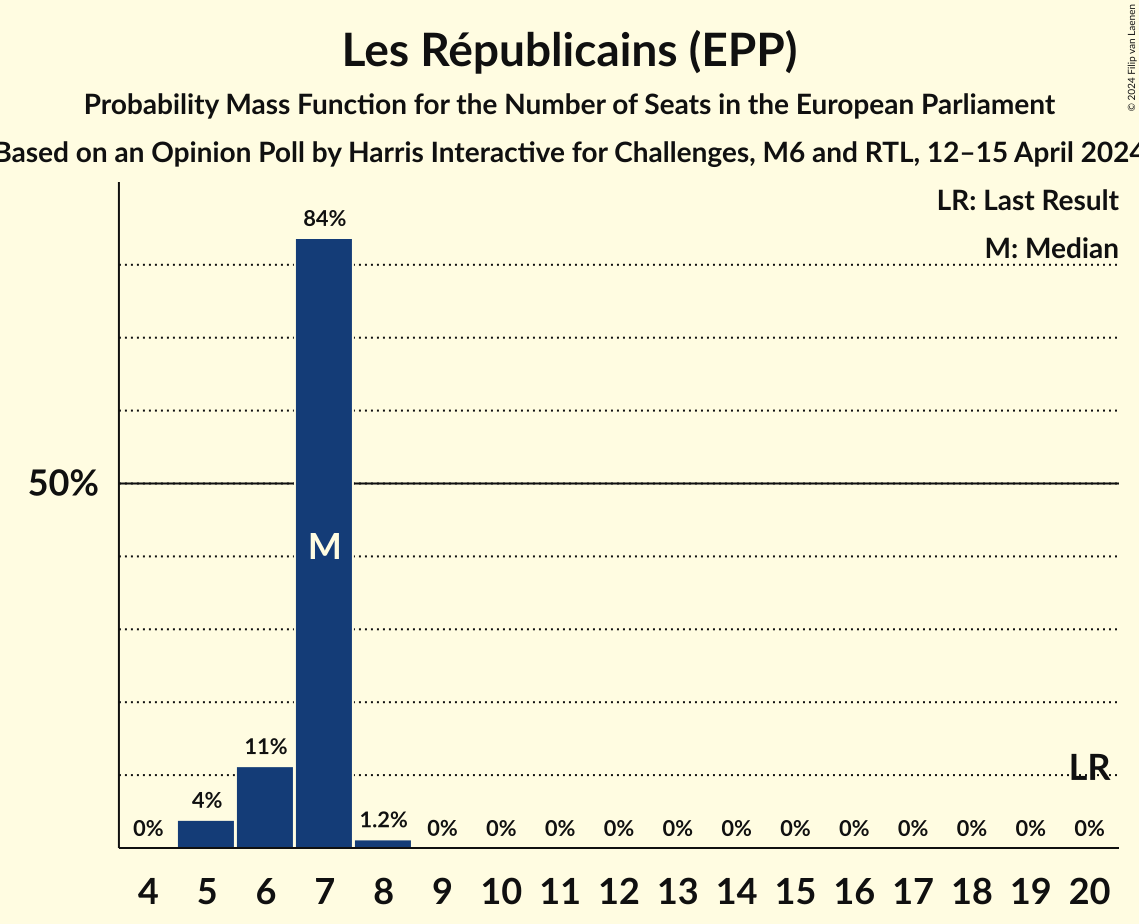 Les Républicains (EPP)
Probability Mass Function for the Number of Seats in the European Parliament
Based on an Opinion Poll by Harris Interactive for Challenges, M6 and RTL, 12–15 April 2024
© 2024 Filip van Laenen
LR: Last Result
M: Median
84%
50%
M
11%
LR
4%
1.2%
0% 0% 0% 0% 0% 0% 0% 0% 0% 0% 0% 0% 0%
4 5 6 7 8 9 10 11 12 13 14 15 16 17 18 19 20